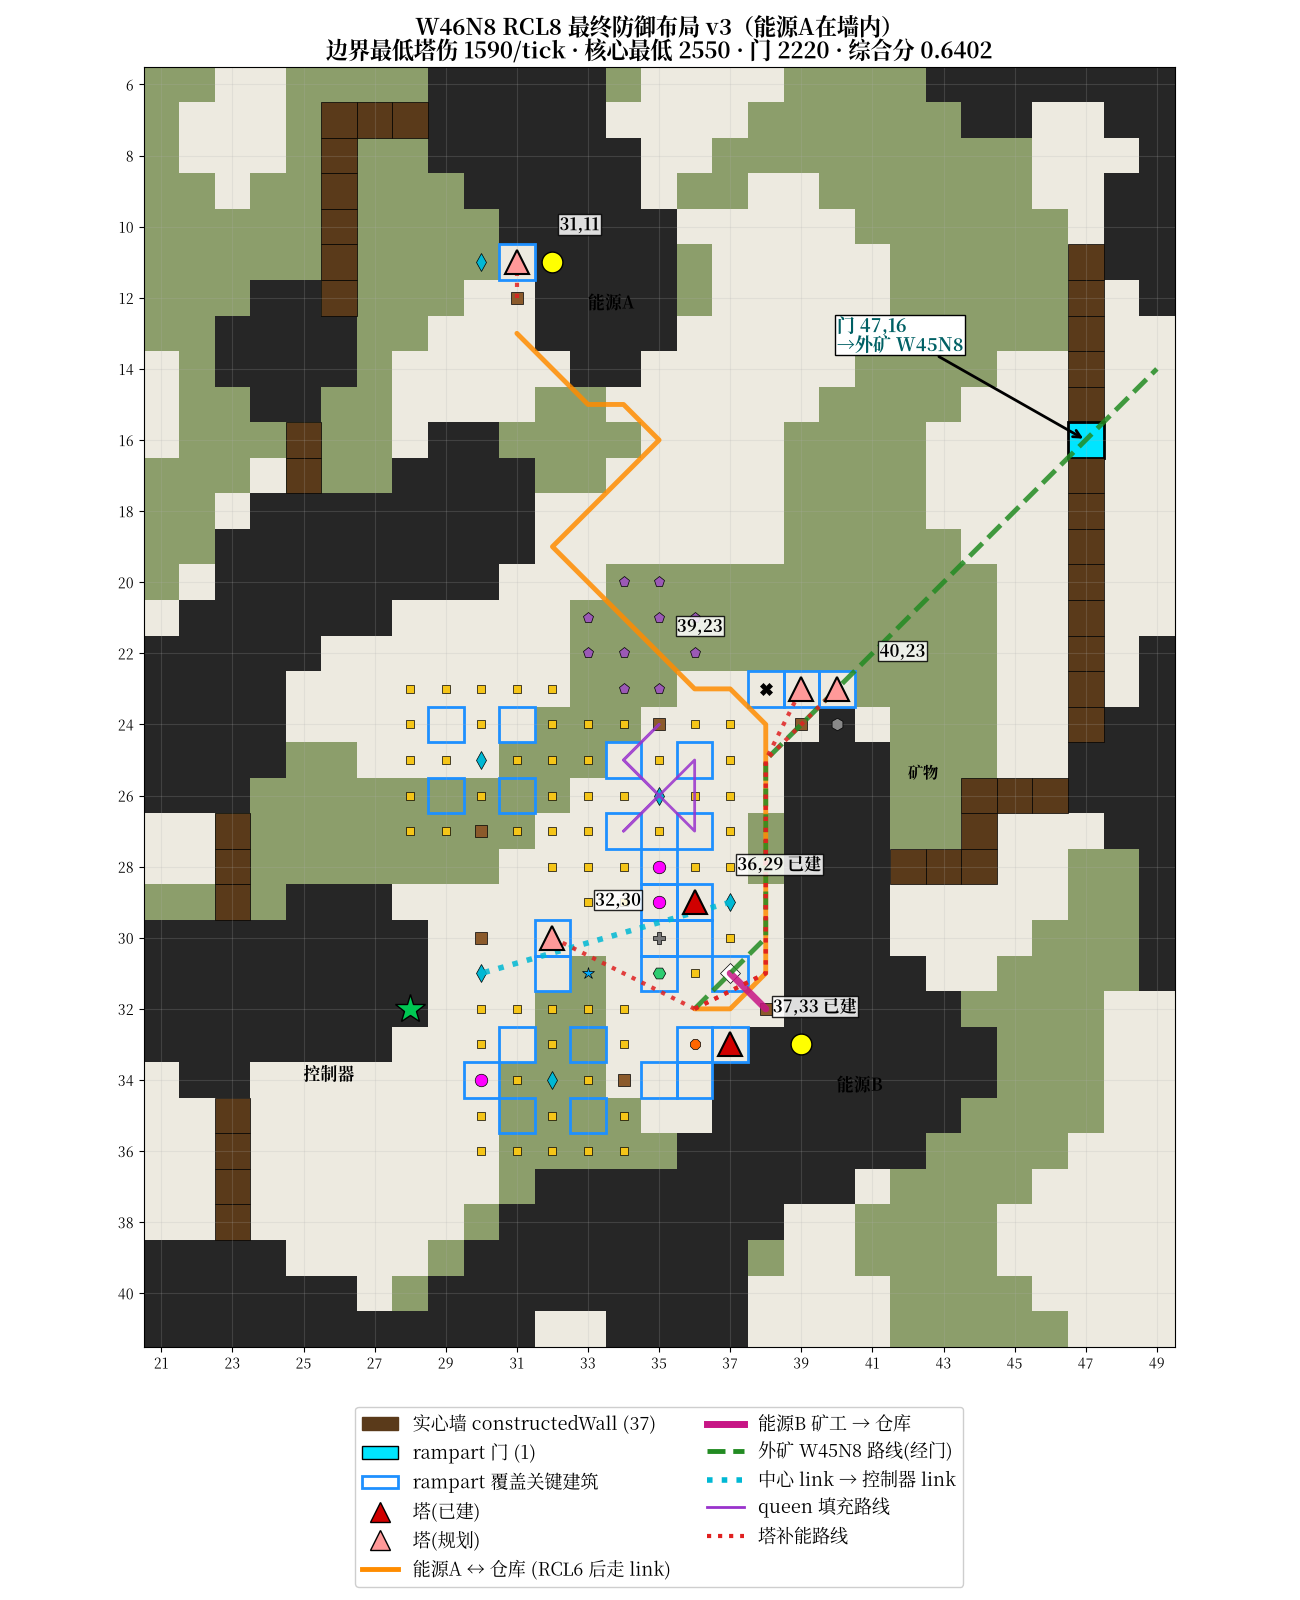 W46N8 RCL8 最终防御布局 v3（能源A在墙内）
边界最低塔伤 1590/tick · 核心最低 2550 · 门 2220 · 综合分 0.6402
6
8
10
12
14
16
18
20
22
24
26
28
30
32
34
36
38
40
31,11
能源A
门 47,16
→外矿 W45N8
39,23
40,23
矿物
36,29 已建
32,30
37,33 已建
控制器
能源B
21 23 25 27 29 31 33 35 37 39 41 43 45 47 49
实心墙 constructedWall (37)
rampart 门 (1)
rampart 覆盖关键建筑
塔(已建)
塔(规划)
能源A ↔ 仓库 (RCL6 后走 link)
能源B 矿工 → 仓库
外矿 W45N8 路线(经门)
中心 link → 控制器 link
queen 填充路线
塔补能路线